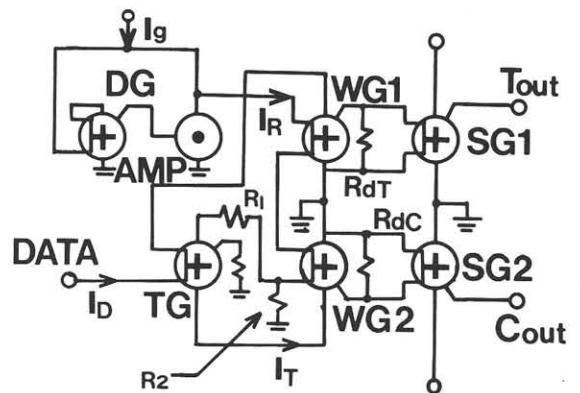 Ig
DG
WG1
Tout
IR
SG1
AMP
RdT
R1
RdC
DATA
SG2
ID
TG
WG2
Cout
R2
IT